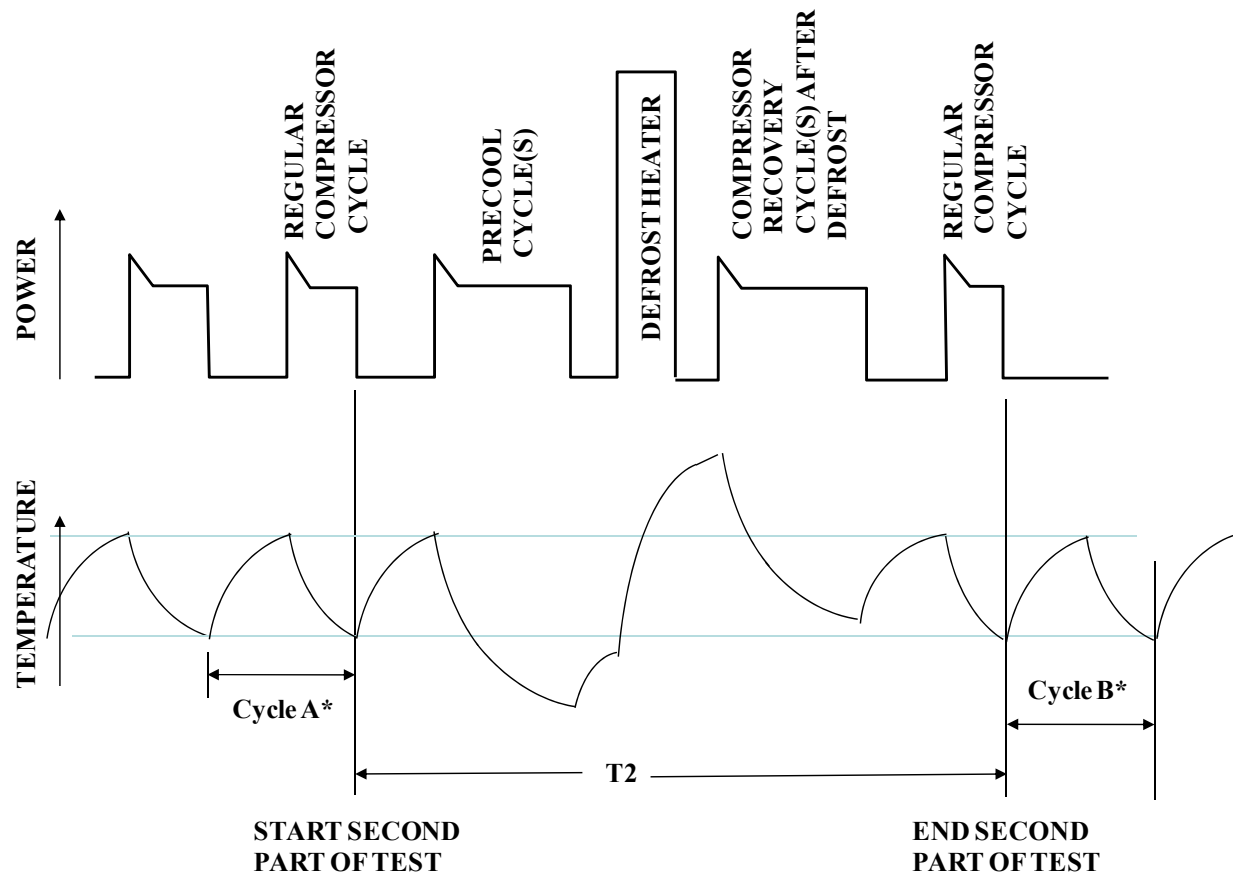 REGULAR
COMPRESSOR
CYCLE
PRECOOL
CYCLE(S)
DEFROST HEATER
COMPRESSOR
RECOVERY
CYCLE(S) AFTER
DEFROST
REGULAR
COMPRESSOR
CYCLE
POWER
TEMPERATURE
Cycle A*
Cycle B*
T2
START SECOND
PART OF TEST
END SECOND
PART OF TEST